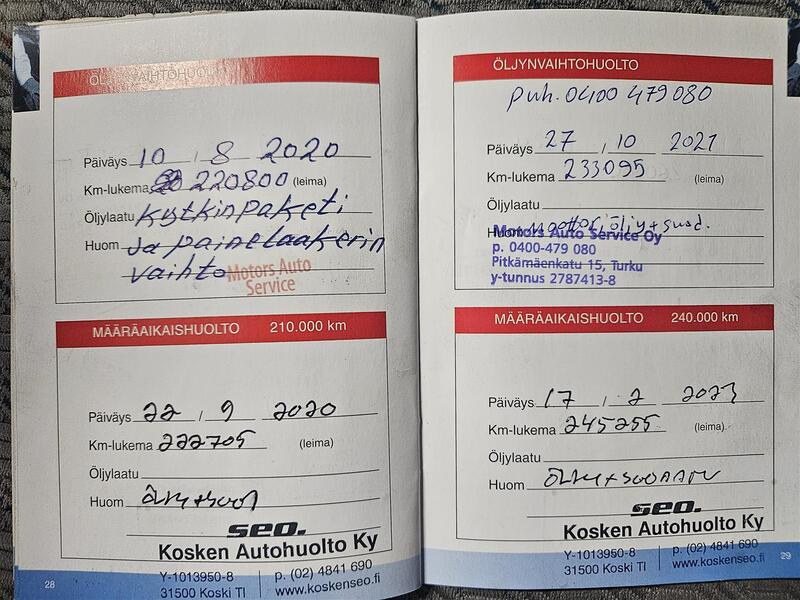 ÖLJYNVAIHTOHUOLTO
Päiväys 10 / 8 2020
Km-lukema 220800 (leima)
Öljylaatu Kytkinpaketi
Huom ja painelaakerin
vaihto
Motors Auto
Service
MÄÄRÄAIKAISHUOLTO 210.000 km
Päiväys 22 / 9 2020
Km-lukema 222705 (leima)
Öljylaatu
Huom
seo.
Kosken Autohuolto Ky
Y-1013950-8
31500 Koski Tl
p. (02) 4841 690
www.koskenseo.fi
28
ÖLJYNVAIHTOHUOLTO
puh. 0400 479 080
Päiväys 27 / 10 2021
Km-lukema 233095 (leima)
Öljylaatu
Huom Moottoriöljy+suod.
Motors Auto Service Oy
p. 0400-479 080
Pitkämäenkatu 15, Turku
y-tunnus 2787413-8
MÄÄRÄAIKAISHUOLTO 240.000 km
Päiväys 17 / 2 2023
Km-lukema 245255 (leima)
Öljylaatu
Huom
seo.
Kosken Autohuolto Ky
Y-1013950-8
31500 Koski Tl
p. (02) 4841 690
www.koskenseo.fi
29